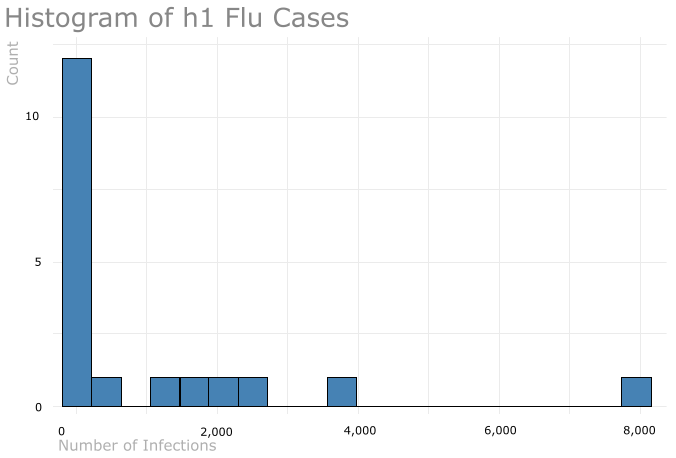 Histogram of h1 Flu Cases
Count
10
5
0
0 2,000 4,000 6,000 8,000
Number of Infections